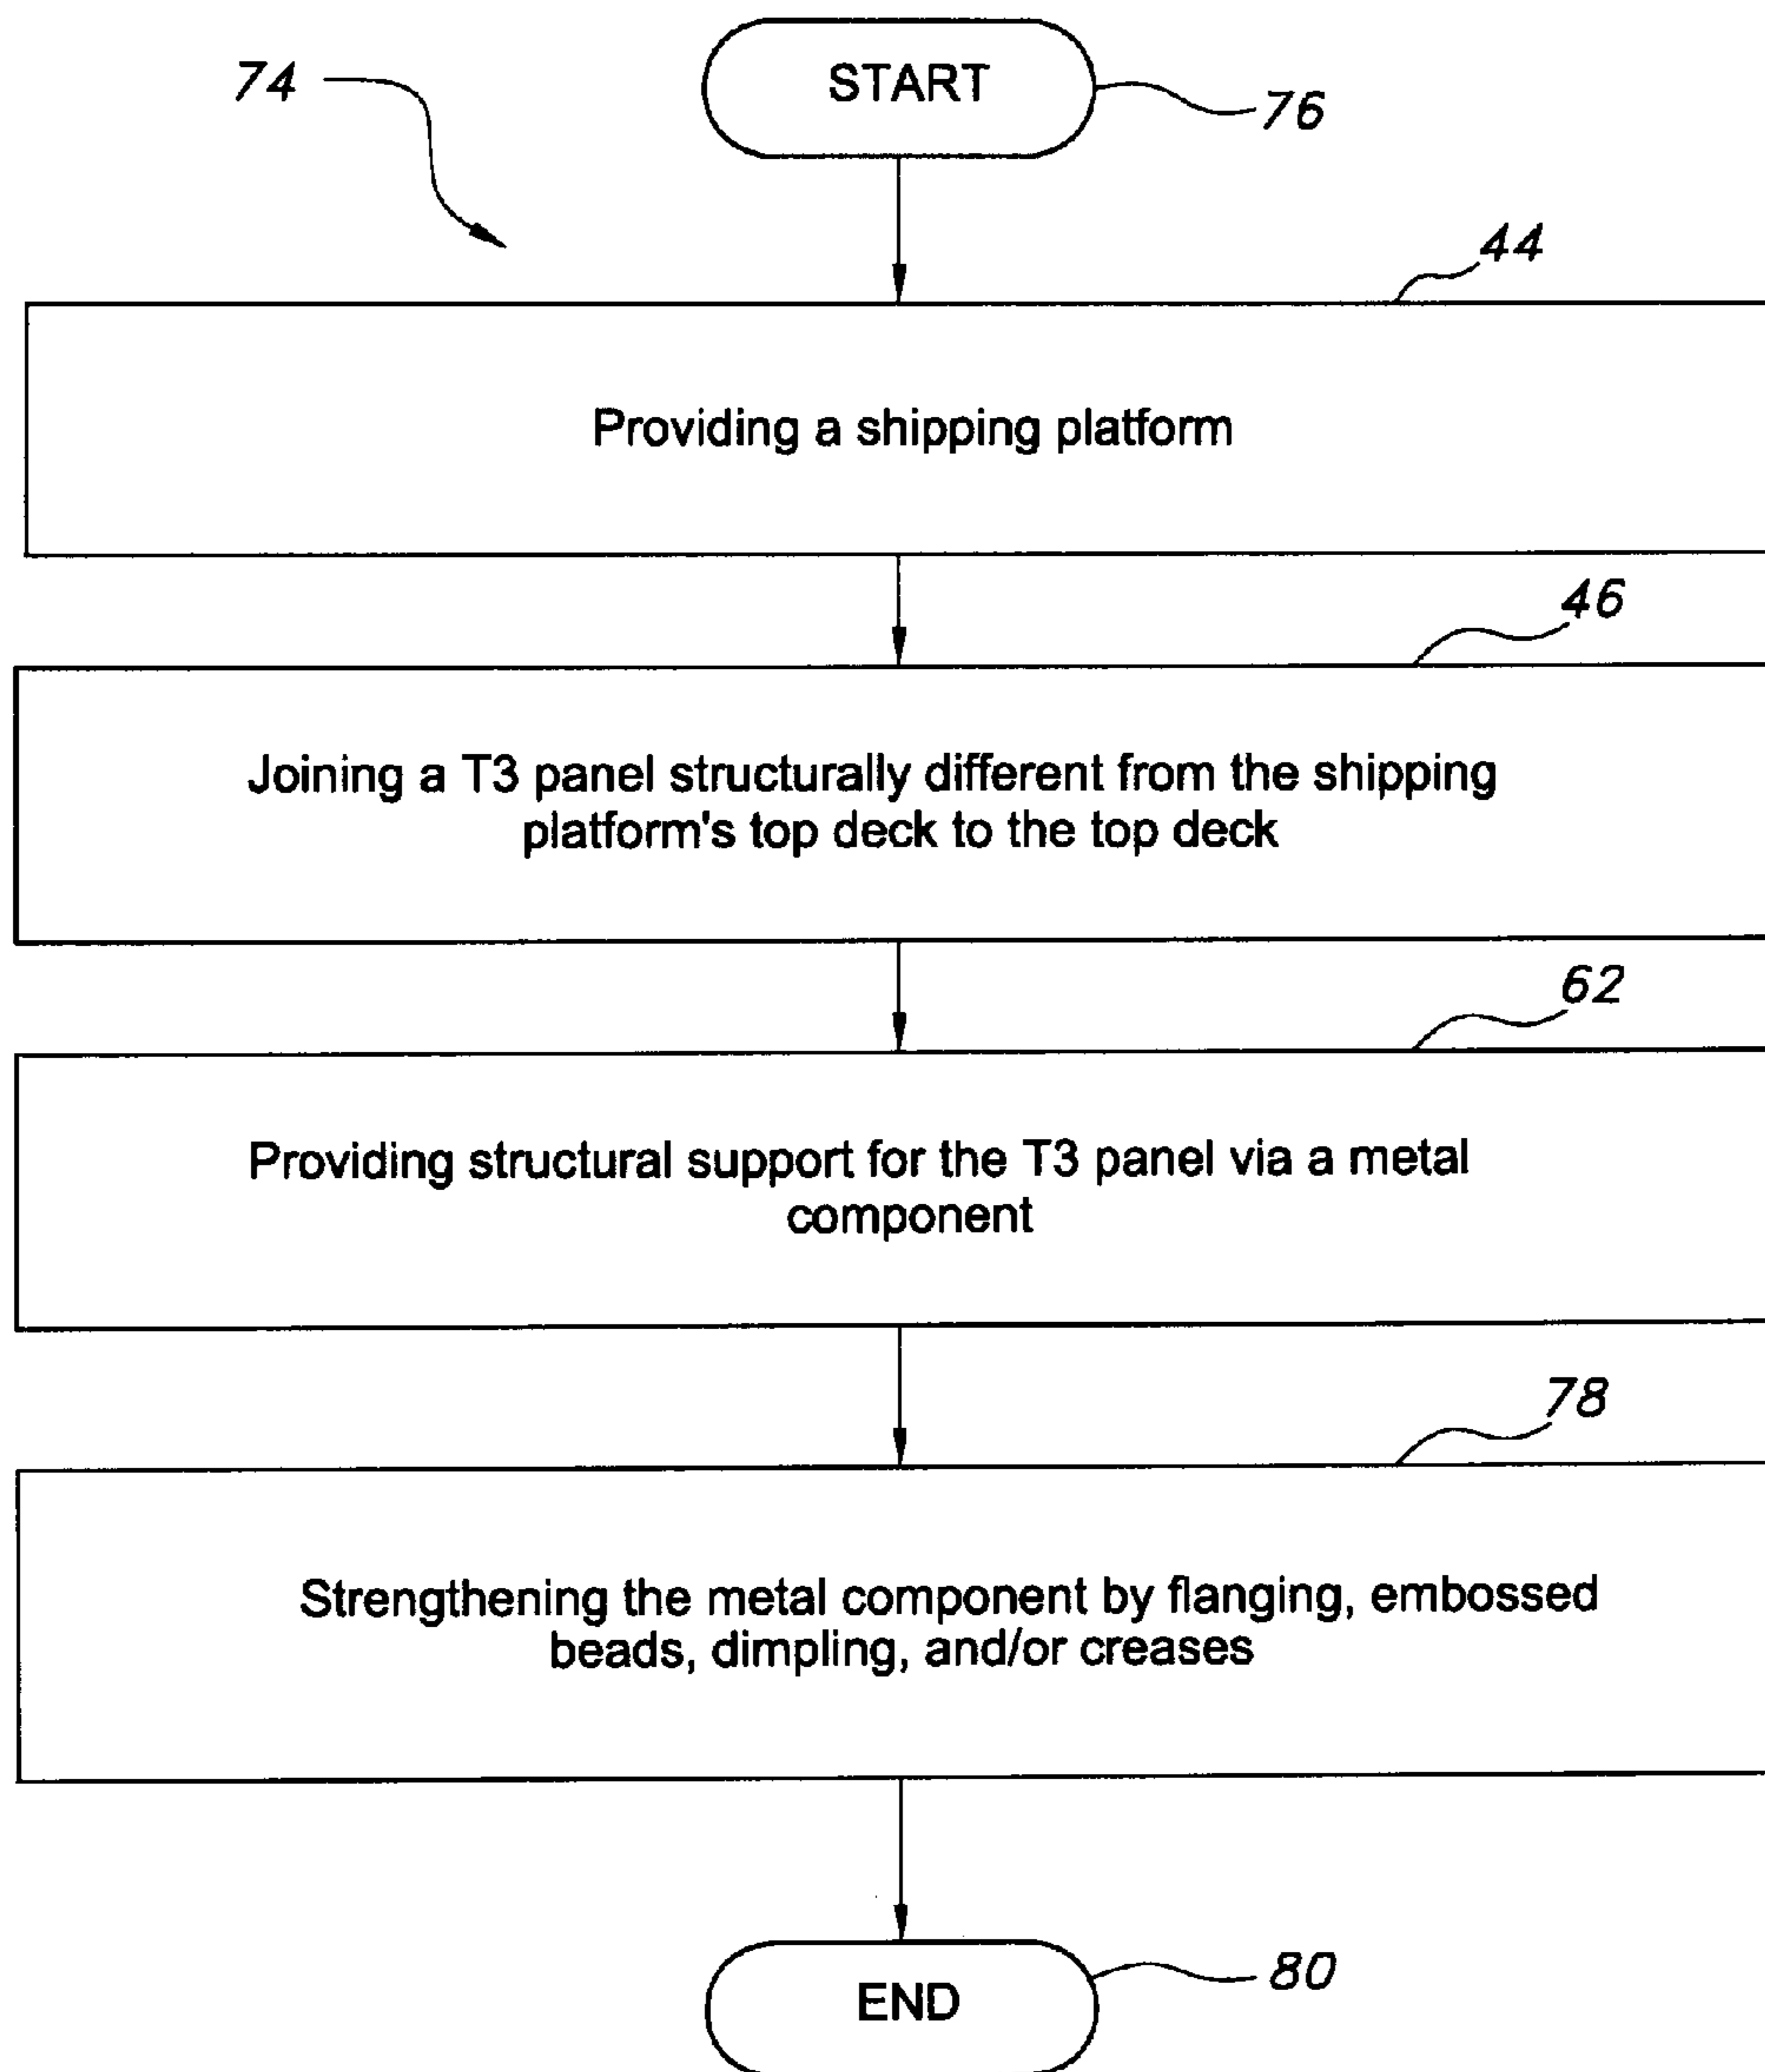 74
START
76
44
Providing a shipping platform
46
Joining a T3 panel structurally different from the shipping
platform's top deck to the top deck
62
Providing structural support for the T3 panel via a metal
component
78
Strengthening the metal component by flanging, embossed
beads, dimpling, and/or creases
END
80